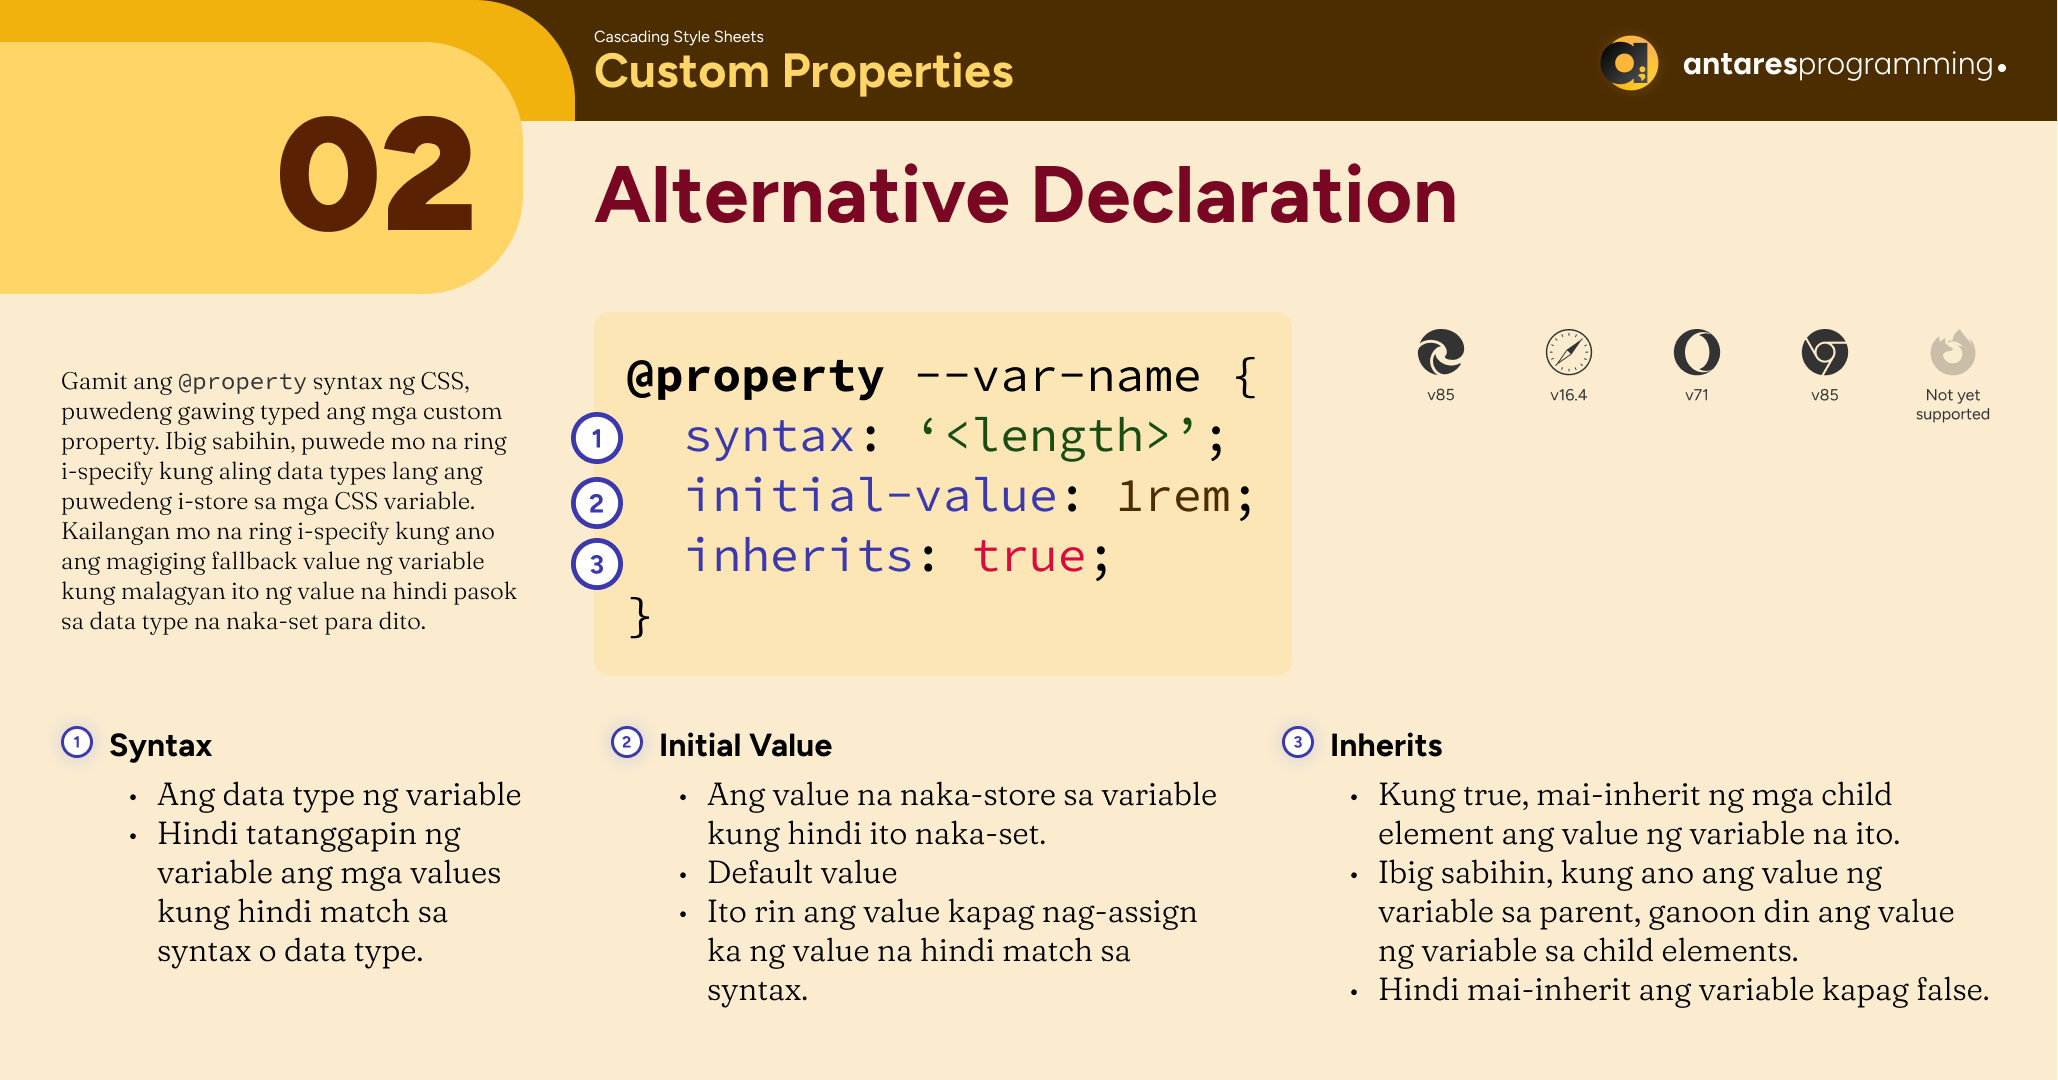 Cascading Style Sheets
Custom Properties
antaresprogramming.
02
Alternative Declaration
Gamit ang @property syntax ng CSS,
puwedeng gawing typed ang mga custom
property. Ibig sabihin, puwede mo na ring
i-specify kung aling data types lang ang
puwedeng i-store sa mga CSS variable.
Kailangan mo na ring i-specify kung ano
ang magiging fallback value ng variable
kung malagyan ito ng value na hindi pasok
sa data type na naka-set para dito.
@property --var-name {
1 syntax: ‘<length>’;
2 initial-value: 1rem;
3 inherits: true;
}
v85
v16.4
v71
v85
Not yet
supported
1 Syntax
• Ang data type ng variable
• Hindi tatanggapin ng
variable ang mga values
kung hindi match sa
syntax o data type.
2 Initial Value
• Ang value na naka-store sa variable
kung hindi ito naka-set.
• Default value
• Ito rin ang value kapag nag-assign
ka ng value na hindi match sa
syntax.
3 Inherits
• Kung true, mai-inherit ng mga child
element ang value ng variable na ito.
• Ibig sabihin, kung ano ang value ng
variable sa parent, ganoon din ang value
ng variable sa child elements.
• Hindi mai-inherit ang variable kapag false.